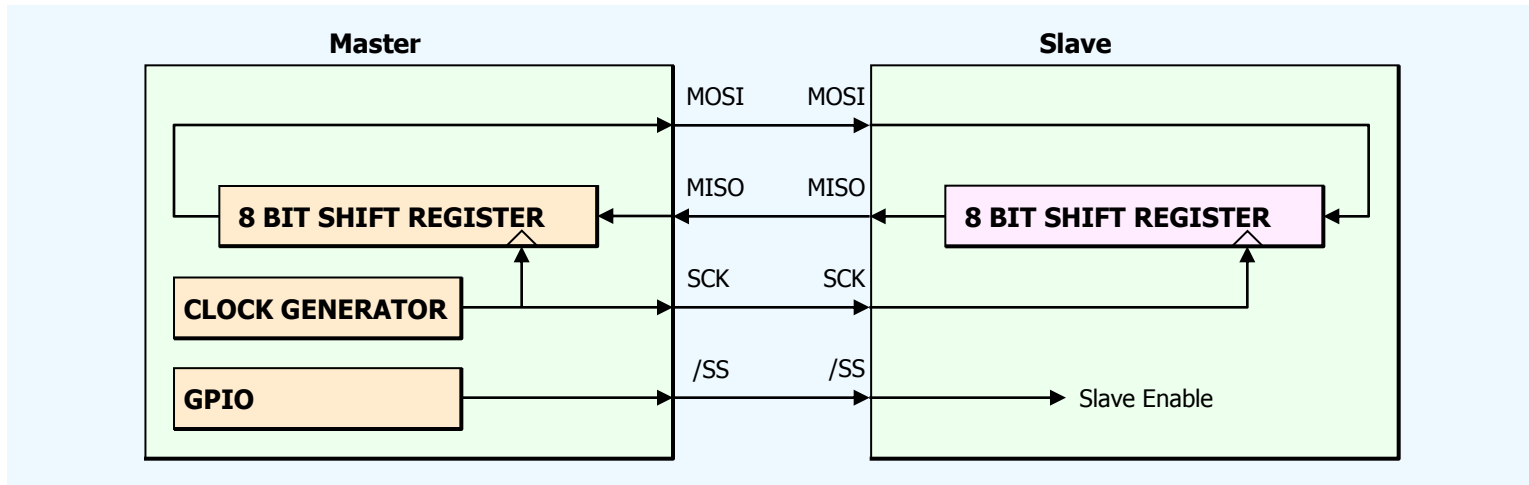 Master Slave
MOSI MOSI
MISO MISO
8 BIT SHIFT REGISTER 8 BIT SHIFT REGISTER
SCK SCK
CLOCK GENERATOR
/SS /SS
GPIO Slave Enable